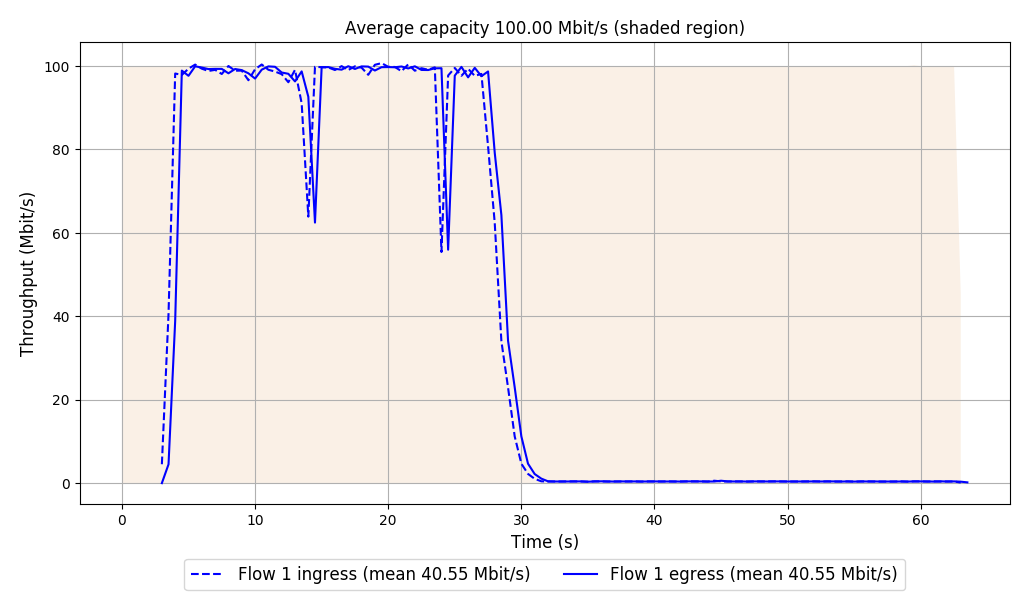 Average capacity 100.00 Mbit/s (shaded region)
Throughput (Mbit/s)
100
80
60
40
20
0
0 10 20 30 40 50 60
Time (s)
Flow 1 ingress (mean 40.55 Mbit/s) Flow 1 egress (mean 40.55 Mbit/s)